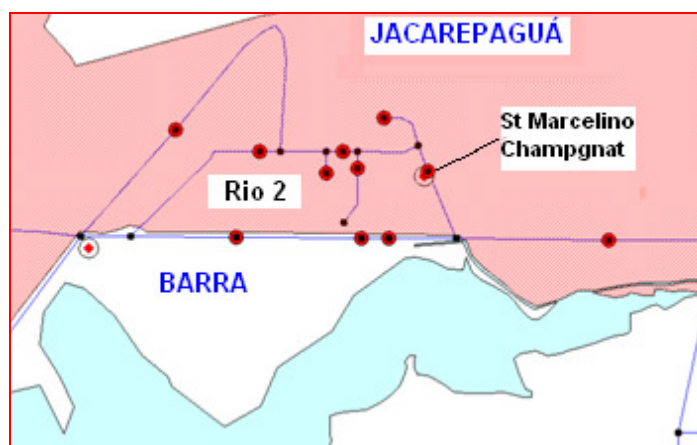 JACAREPAGUÁ
St Marcelino
Champgnat
Rio 2
BARRA